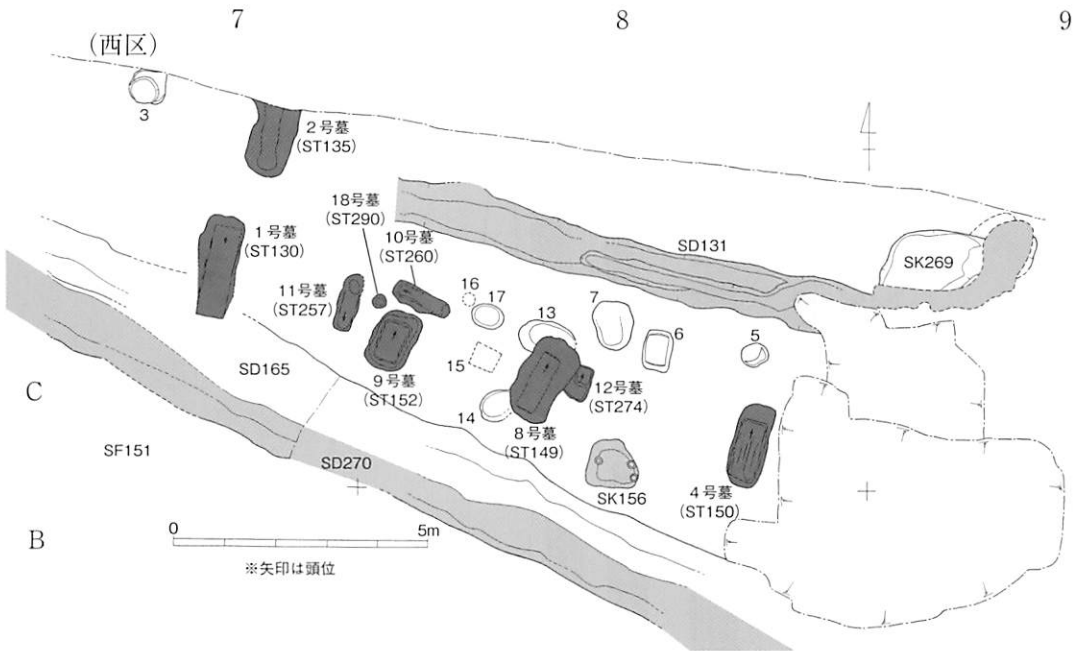 7
8
9
(西区)
3
2号墓
(ST135)
18号墓
(ST290)
10号墓
(ST260)
1号墓
(ST130)
11号墓
(ST257)
SD131
SK269
16
17
13
7
6
5
15
SD165
9号墓
(ST152)
14
12号墓
(ST274)
8号墓
(ST149)
C
SF151
SD270
SK156
4号墓
(ST150)
B
0
5m
※矢印は頭位